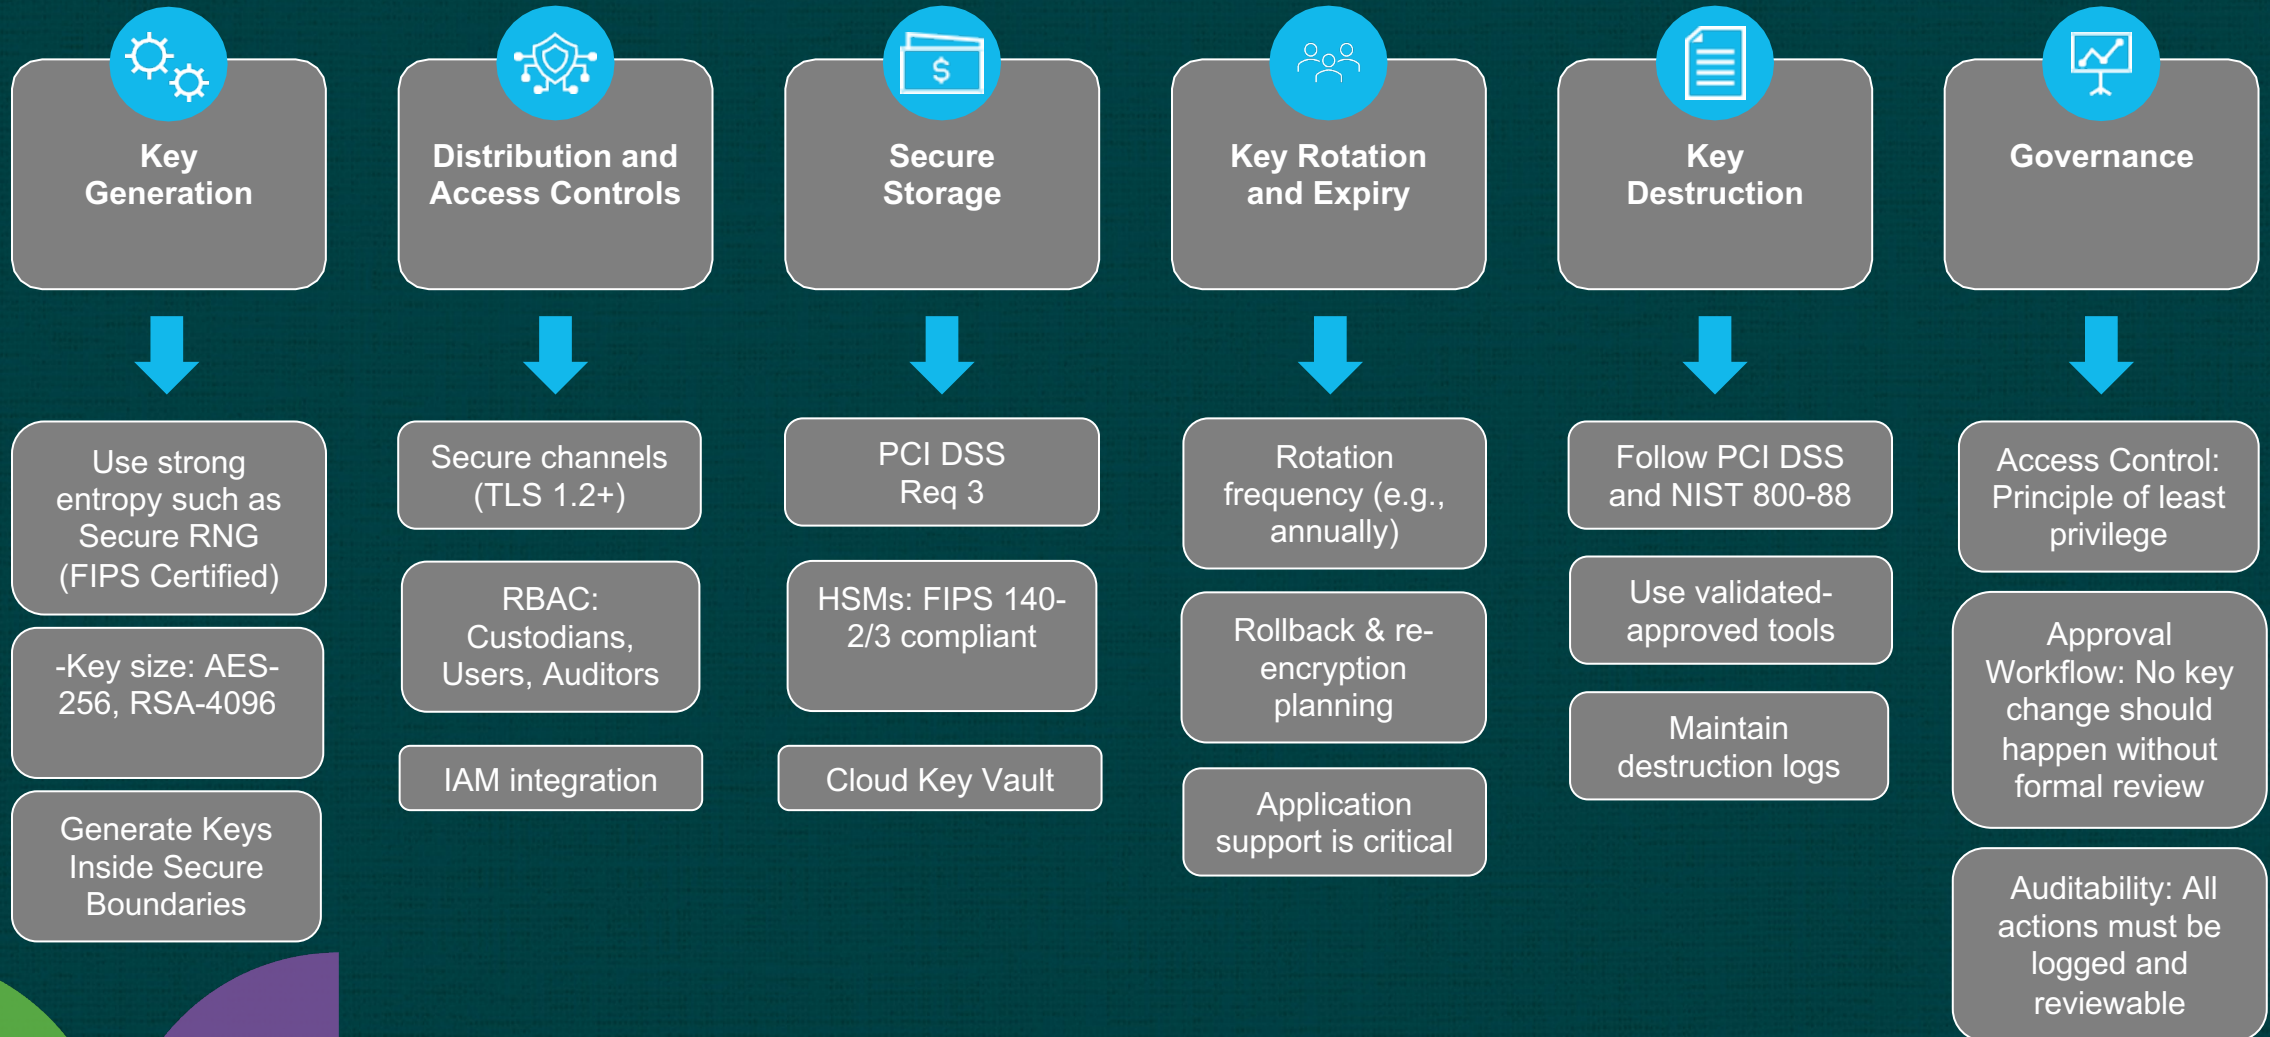 Key
Generation
Distribution and
Access Controls
Secure
Storage
Key Rotation
and Expiry
Key
Destruction
Governance
Use strong
entropy such as
Secure RNG
(FIPS Certified)
-Key size: AES-
256, RSA-4096
Generate Keys
Inside Secure
Boundaries
Secure channels
(TLS 1.2+)
RBAC:
Custodians,
Users, Auditors
IAM integration
PCI DSS
Req 3
HSMs: FIPS 140-
2/3 compliant
Cloud Key Vault
Rotation
frequency (e.g.,
annually)
Rollback & re-
encryption
planning
Application
support is critical
Follow PCI DSS
and NIST 800-88
Use validated-
approved tools
Maintain
destruction logs
Access Control:
Principle of least
privilege
Approval
Workflow: No key
change should
happen without
formal review
Auditability: All
actions must be
logged and
reviewable
$